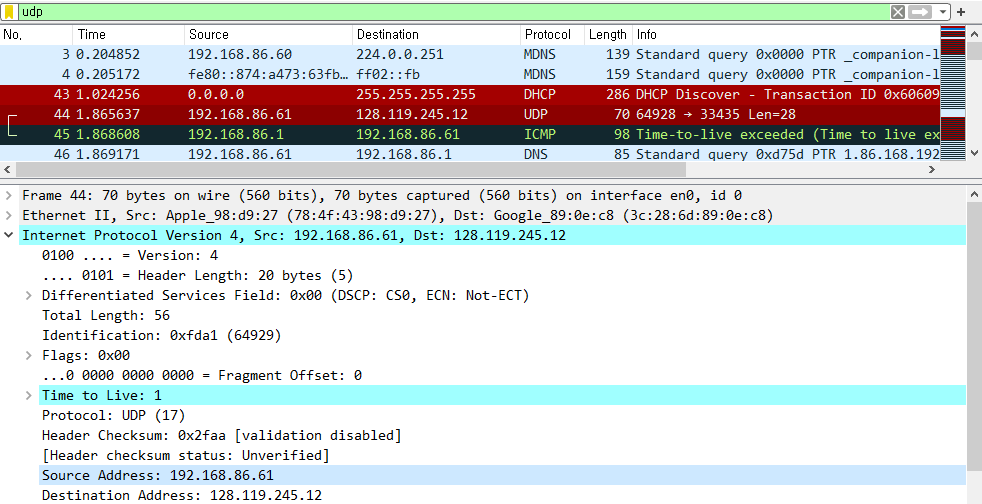 udp
No. Time Source Destination Protocol Length Info
3 0.204852 192.168.86.60 224.0.0.251 MDNS 139 Standard query 0x0000 PTR _companion-l
4 0.205172 fe80::874:a473:63fb… ff02::fb MDNS 159 Standard query 0x0000 PTR _companion-l
43 1.024256 0.0.0.0 255.255.255.255 DHCP 286 DHCP Discover - Transaction ID 0x60609
44 1.865637 192.168.86.61 128.119.245.12 UDP 70 64928 → 33435 Len=28
45 1.868608 192.168.86.1 192.168.86.61 ICMP 98 Time-to-live exceeded (Time to live ex
46 1.869171 192.168.86.61 192.168.86.1 DNS 85 Standard query 0xd75d PTR 1.86.168.192
Frame 44: 70 bytes on wire (560 bits), 70 bytes captured (560 bits) on interface en0, id 0
Ethernet II, Src: Apple_98:d9:27 (78:4f:43:98:d9:27), Dst: Google_89:0e:c8 (3c:28:6d:89:0e:c8)
Internet Protocol Version 4, Src: 192.168.86.61, Dst: 128.119.245.12
0100 .... = Version: 4
.... 0101 = Header Length: 20 bytes (5)
Differentiated Services Field: 0x00 (DSCP: CS0, ECN: Not-ECT)
Total Length: 56
Identification: 0xfda1 (64929)
Flags: 0x00
...0 0000 0000 0000 = Fragment Offset: 0
Time to Live: 1
Protocol: UDP (17)
Header Checksum: 0x2faa [validation disabled]
[Header checksum status: Unverified]
Source Address: 192.168.86.61
Destination Address: 128.119.245.12